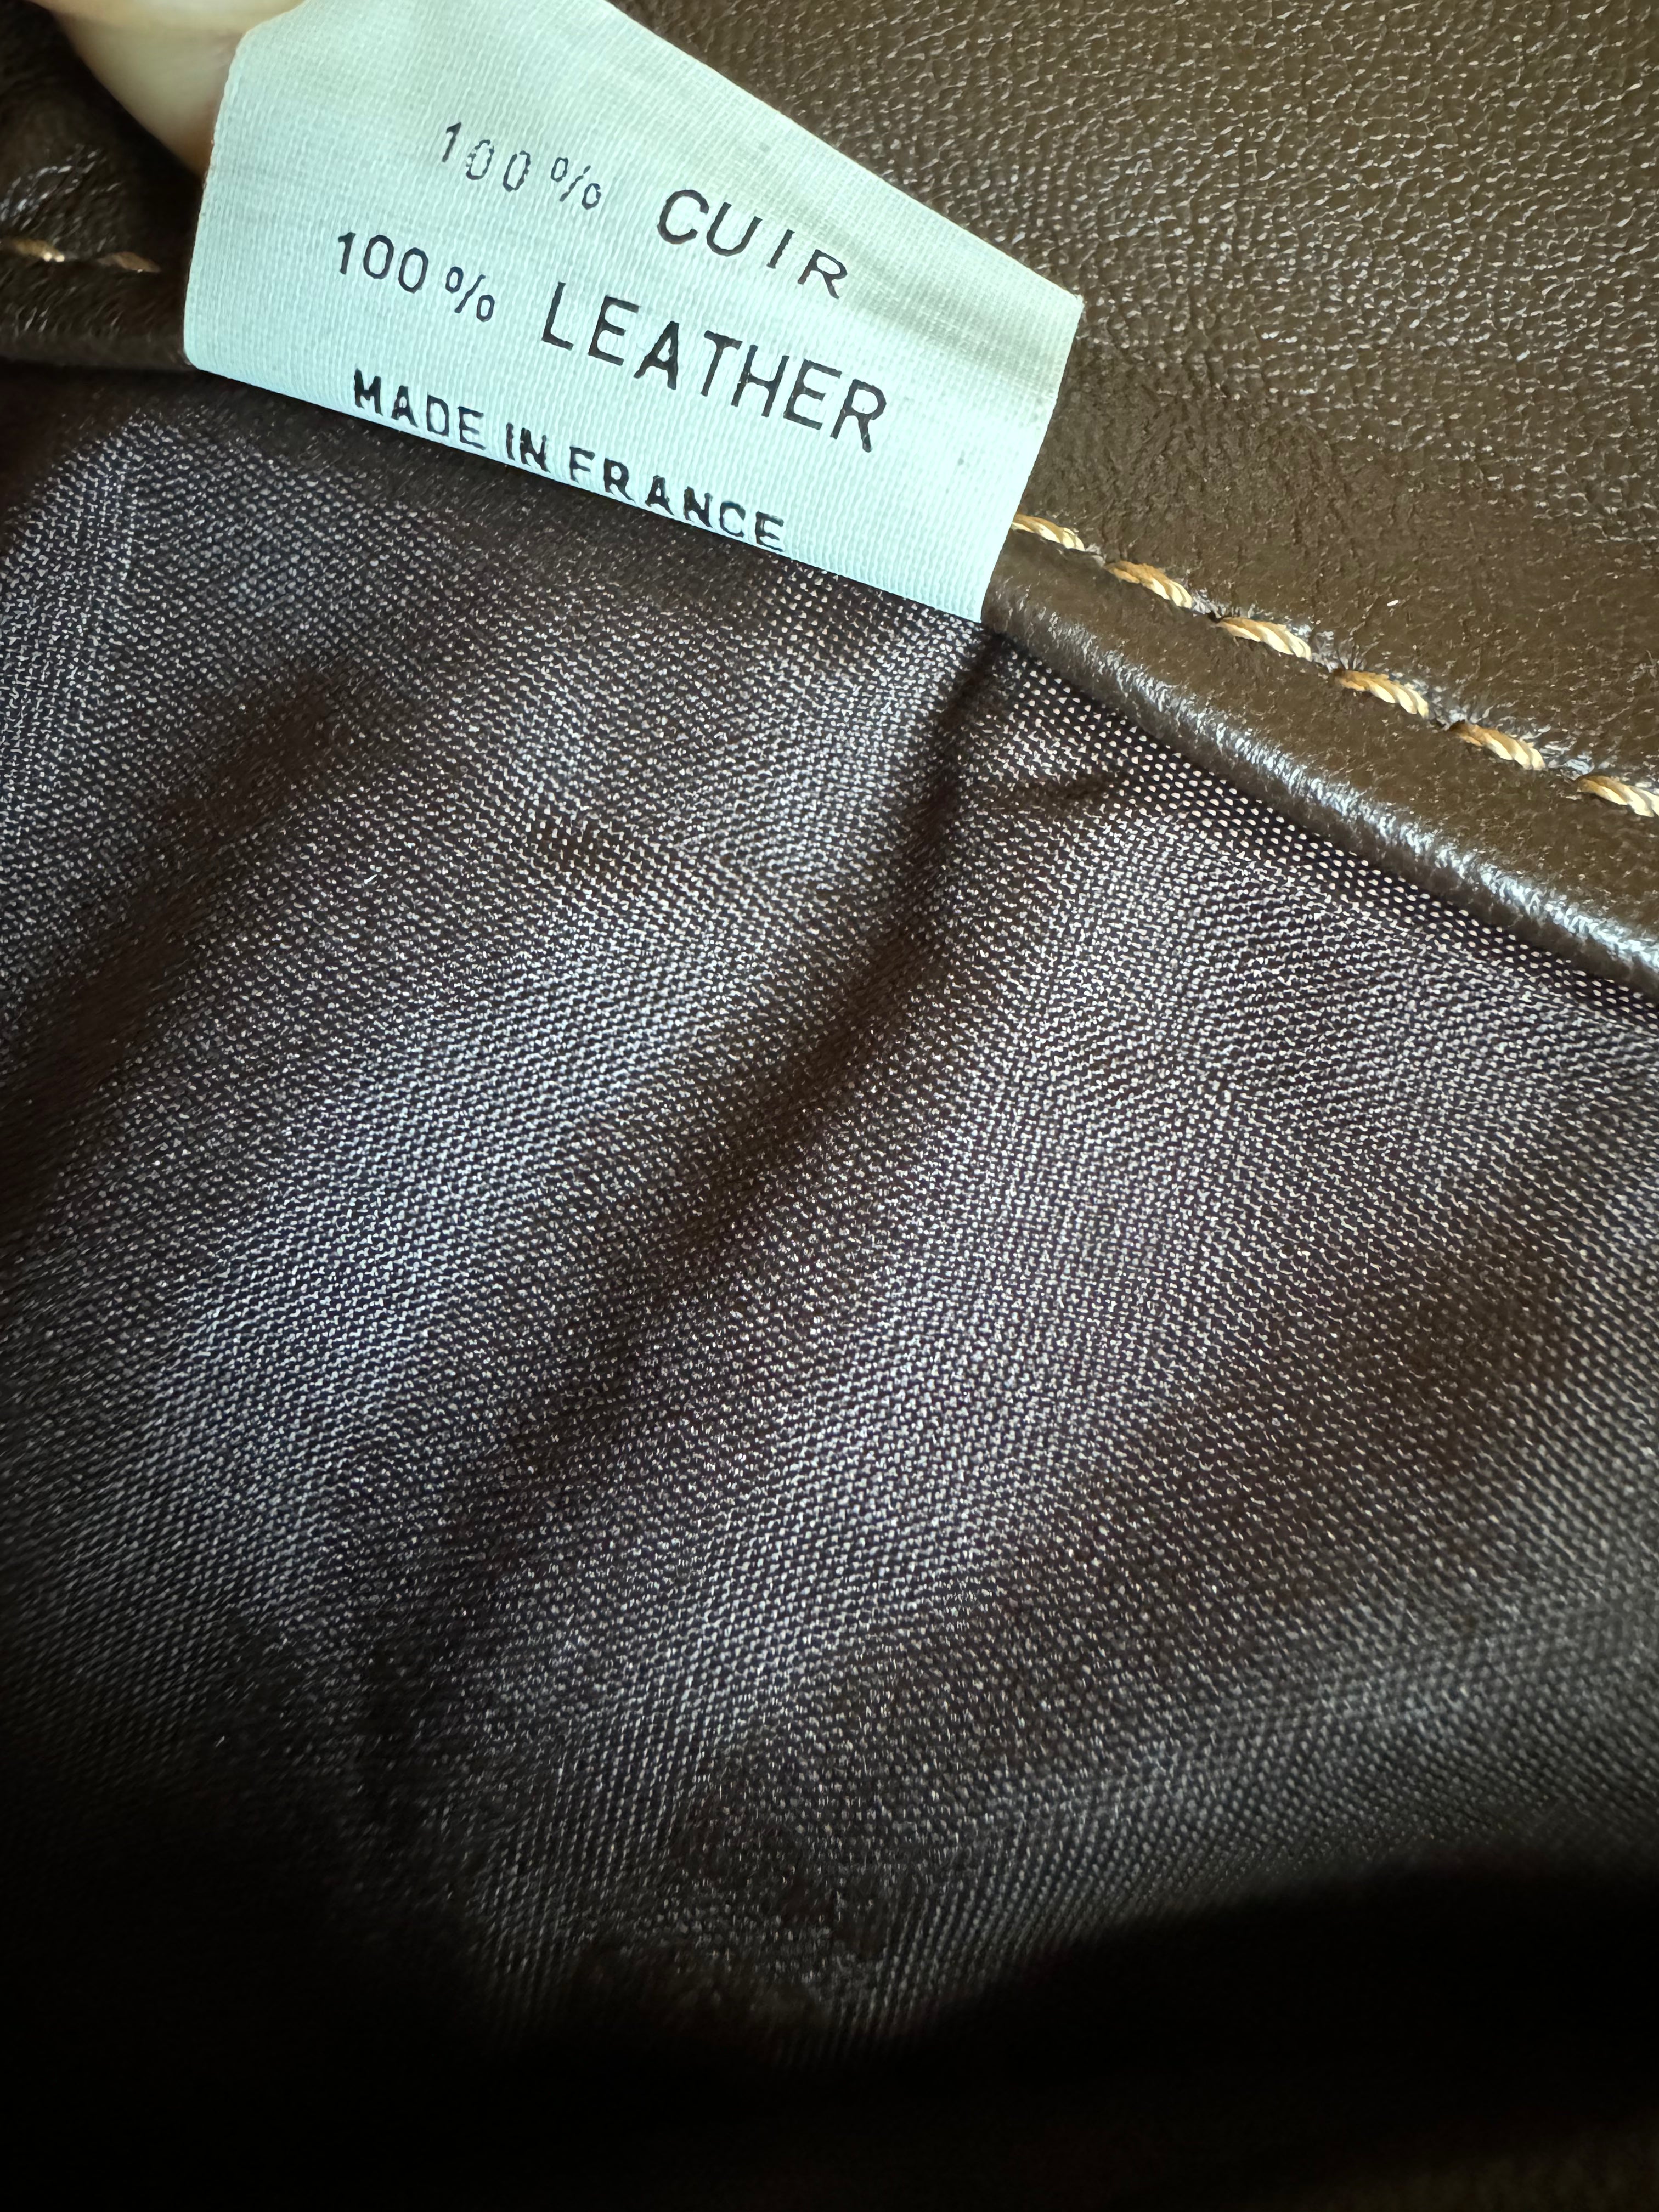 100% CUIR
100% LEATHER
MADE IN FRANCE